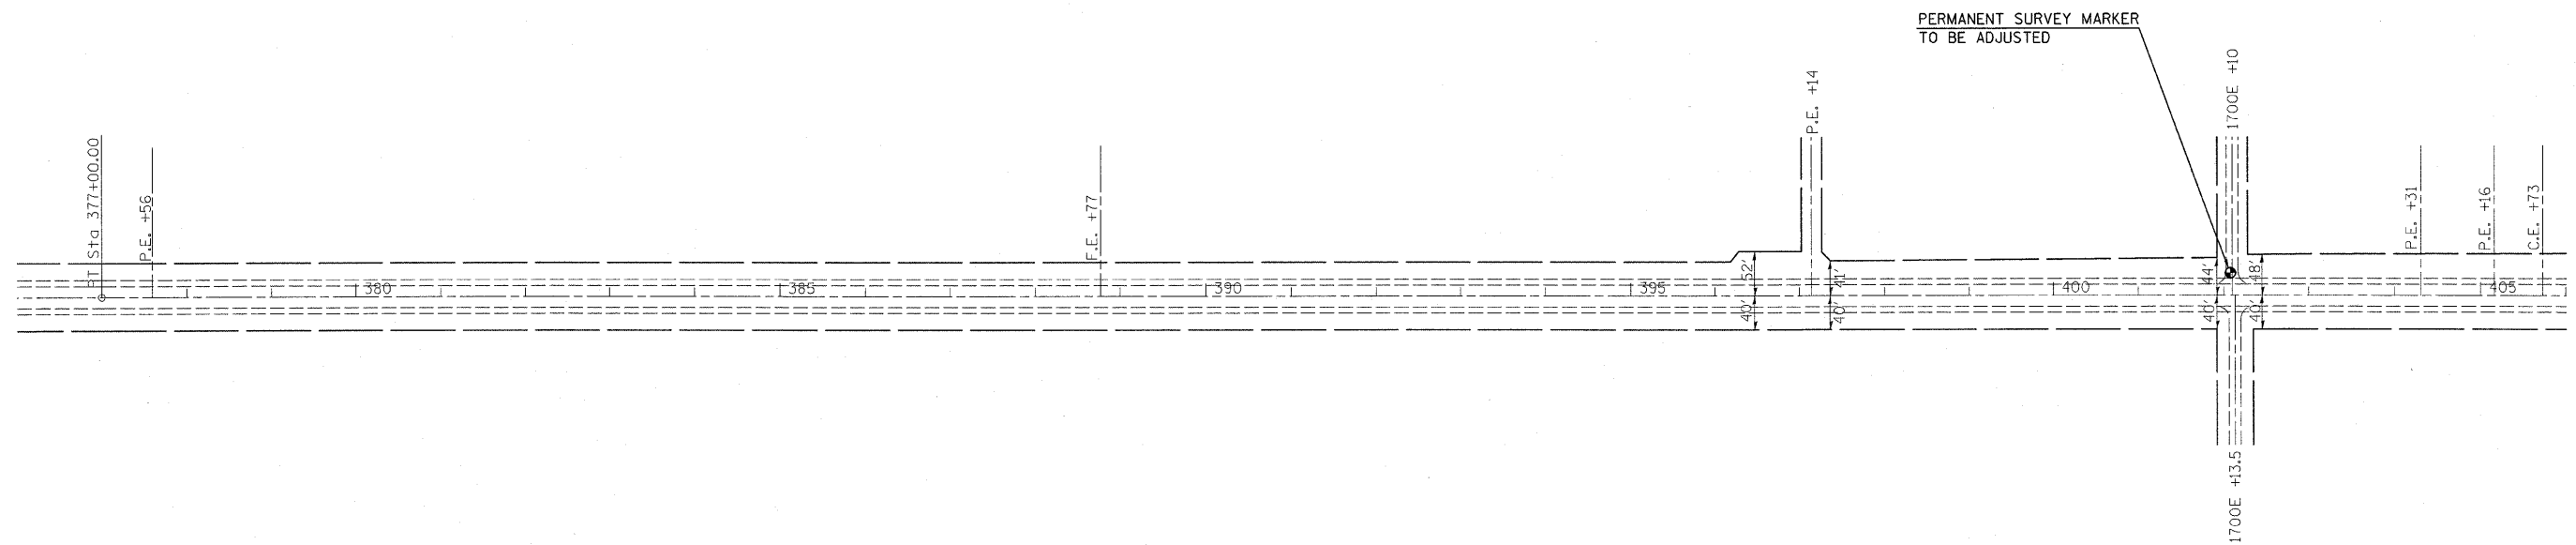 PERMANENT SURVEY MARKER
TO BE ADJUSTED
PT Sta 377+00.00
P.E. +56
F.E. +77
P.E. +14
1700E +10
P.E. +31
P.E. +16
C.E. +73
380
385
390
395
400
405
52'
41'
44'
48'
40'
40'
40'
40'
1700E +13.5